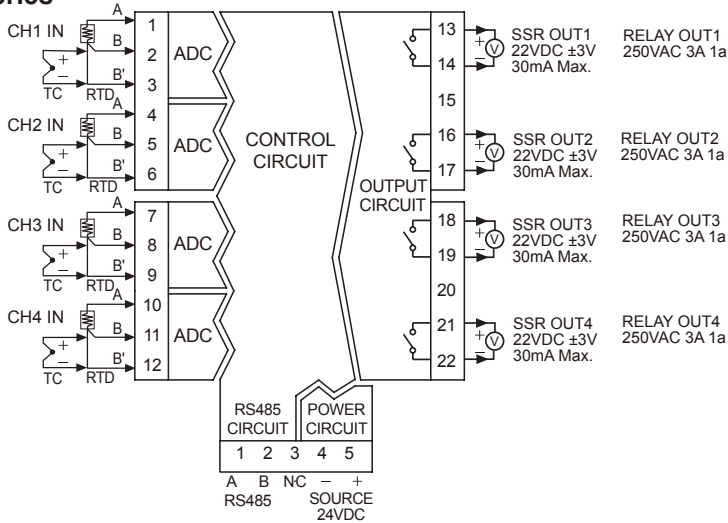 CH1 IN
A
B
B'
+
−
TC
RTD
1
2
3
ADC
CH2 IN
A
B
B'
+
−
TC
RTD
4
5
6
ADC
CH3 IN
A
B
B'
+
−
TC
RTD
7
8
9
ADC
CH4 IN
A
B
B'
+
−
TC
RTD
10
11
12
ADC
CONTROL
CIRCUIT
OUTPUT
CIRCUIT
13
14
15
16
17
18
19
20
21
22
+
−
V
SSR OUT1
22VDC ±3V
30mA Max.
RELAY OUT1
250VAC 3A 1a
+
−
V
SSR OUT2
22VDC ±3V
30mA Max.
RELAY OUT2
250VAC 3A 1a
+
−
V
SSR OUT3
22VDC ±3V
30mA Max.
RELAY OUT3
250VAC 3A 1a
+
−
V
SSR OUT4
22VDC ±3V
30mA Max.
RELAY OUT4
250VAC 3A 1a
RS485
CIRCUIT
POWER
CIRCUIT
1 2 3 4 5
A B N·C − +
RS485
SOURCE
24VDC